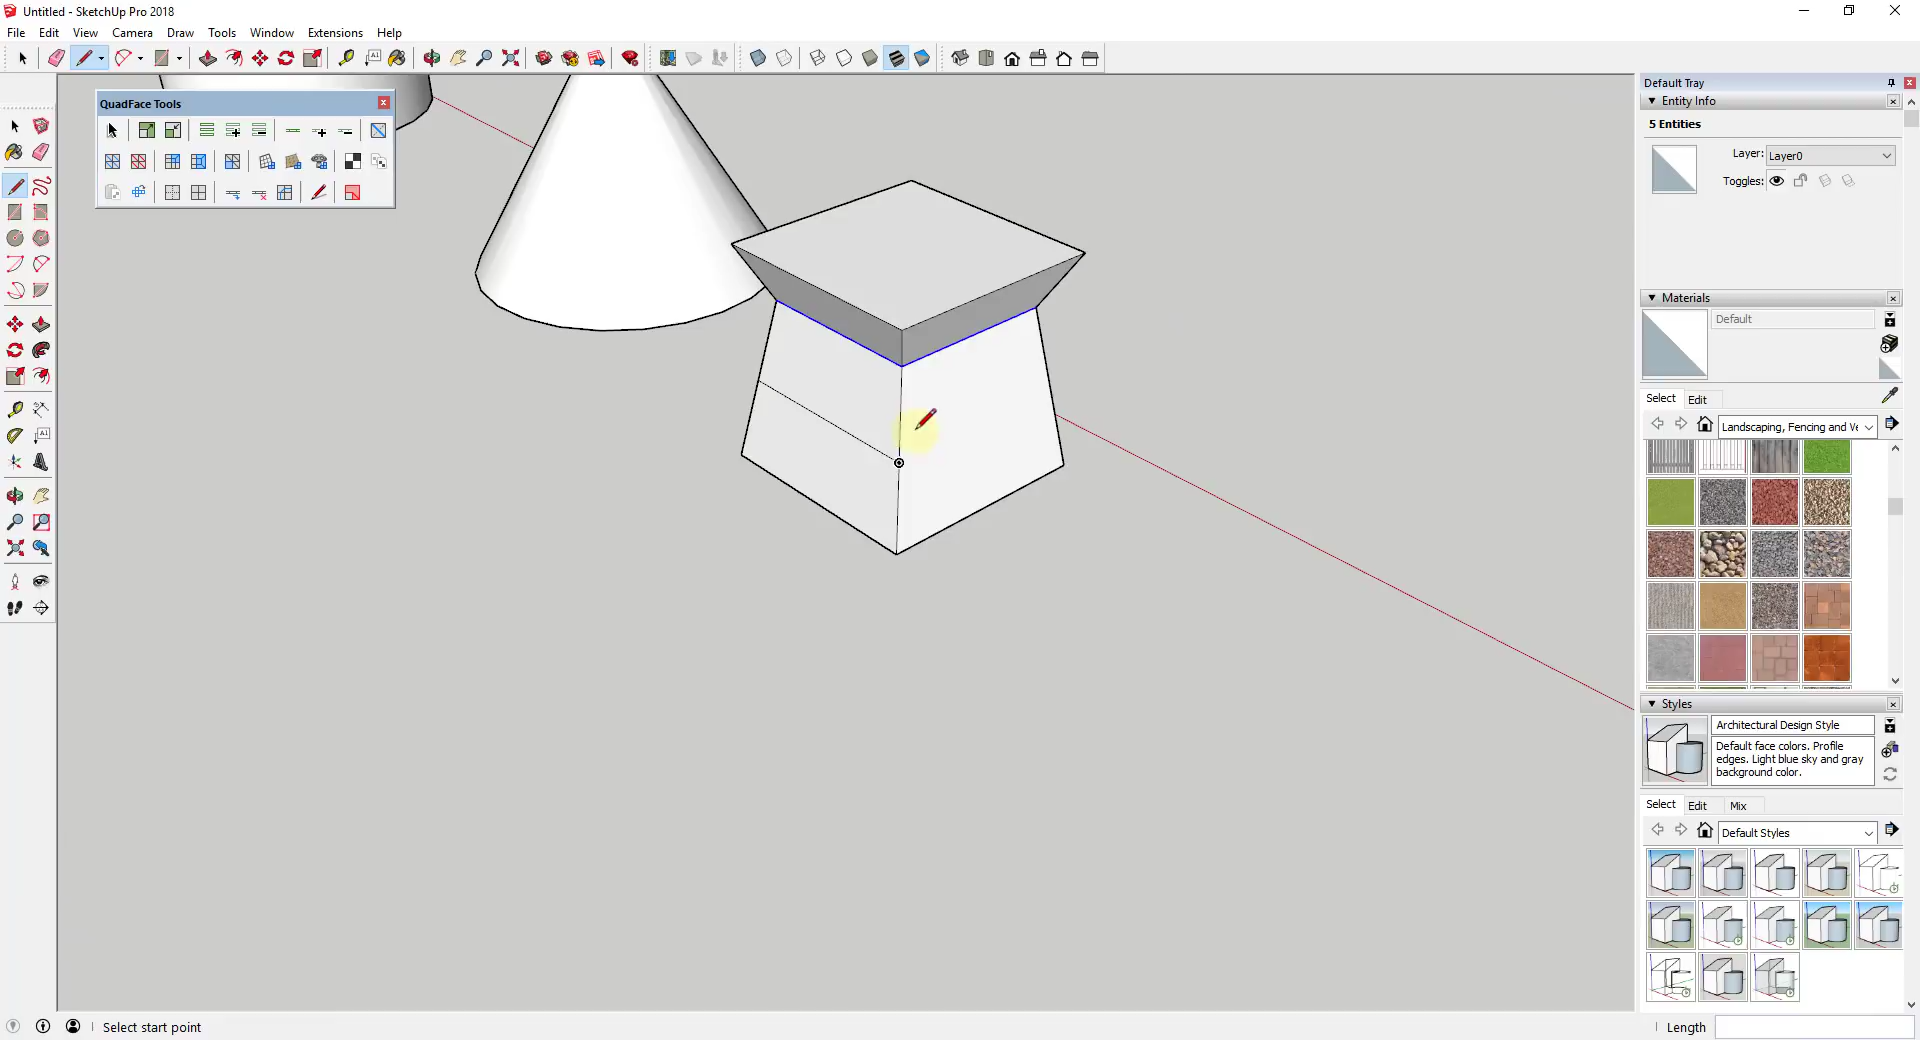 Untitled - SketchUp Pro 2018
File Edit View Camera Draw Tools Window Extensions Help
Default Tray
QuadFace Tools
Entity Info
5 Entities
Layer: Layer0
Toggles:
Materials
Default
Select Edit
Landscaping, Fencing and Ve
Styles
Architectural Design Style
Default face colors. Profile
edges. Light blue sky and gray
background color.
Select Edit Mix
Default Styles
Select start point
Length